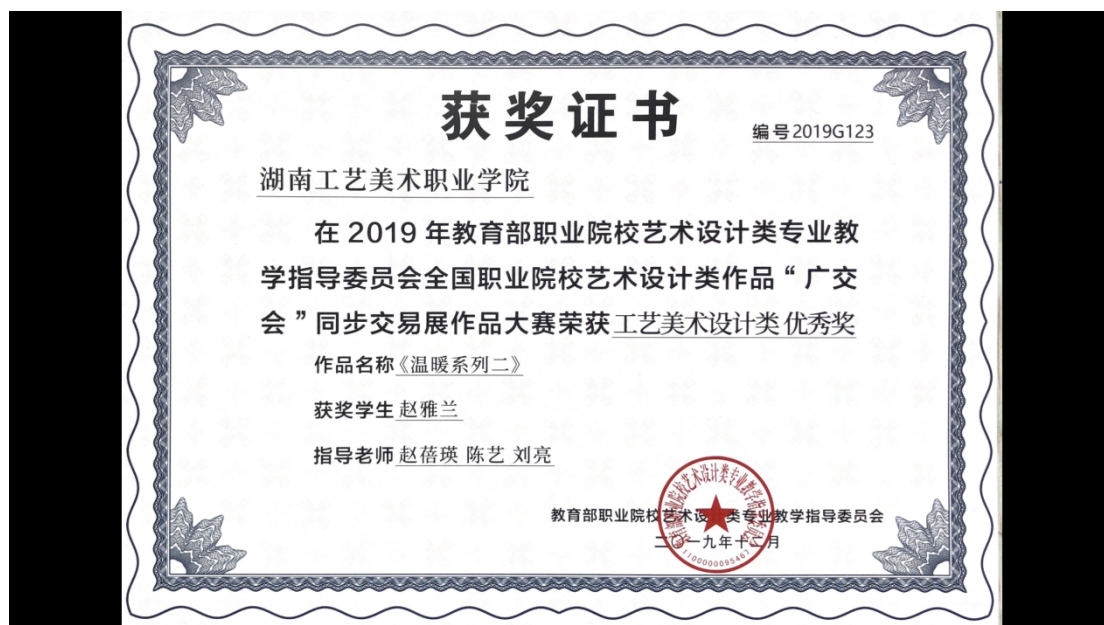 获奖证书
编号2019G123
湖南工艺美术职业学院
在 2019 年教育部职业院校艺术设计类专业教
学指导委员会全国职业院校艺术设计类作品“广交
会”同步交易展作品大赛荣获工艺美术设计类 优秀奖
作品名称《温暖系列二》
获奖学生 赵雅兰
指导老师 赵蓓瑛 陈艺 刘亮
教育部职业院校艺术设计类专业教学指导委员会
二〇一九年十二月
1100000095467